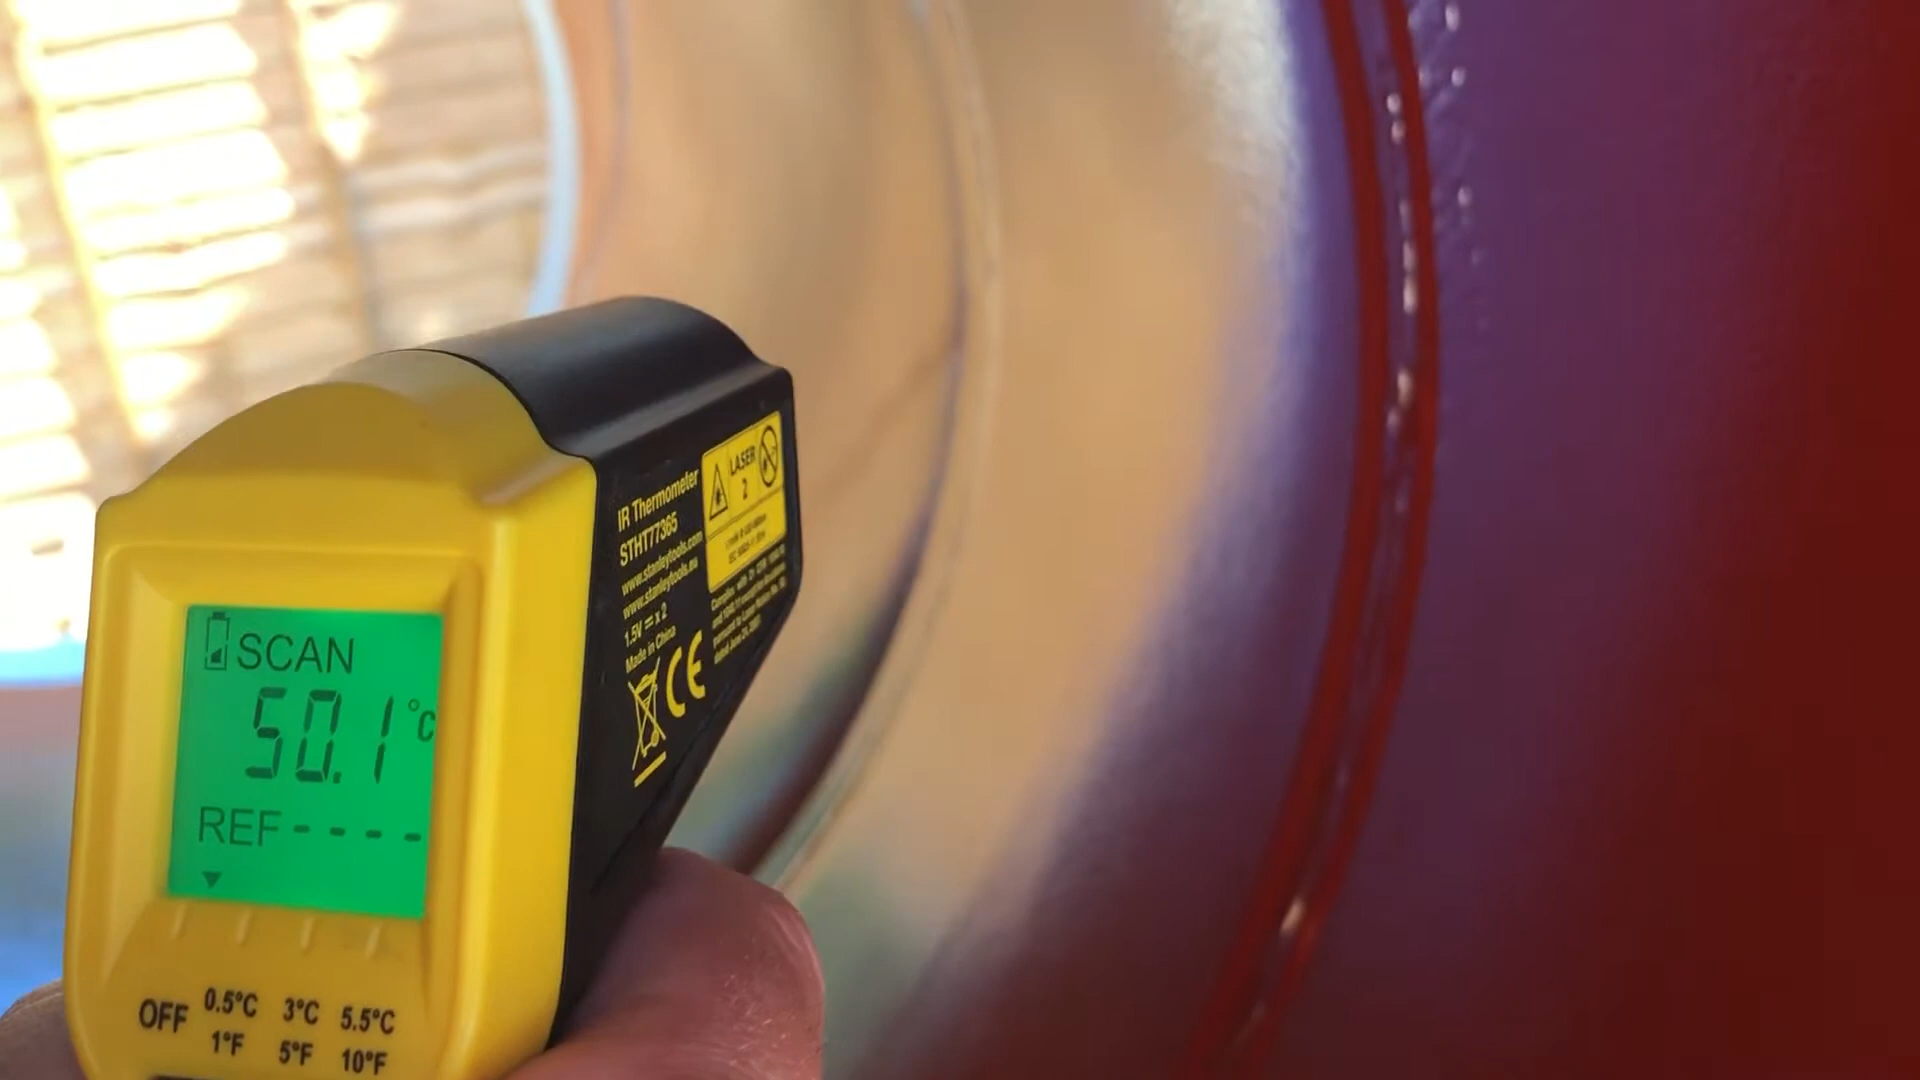 SCAN
50.1 °C
REF ----
OFF 0.5°C 3°C 5.5°C
1°F 5°F 10°F
IR Thermometer
STHT77365
www.stanleytools.com
www.stanleytools.eu
1.5V = x 2
Made in China
CE
LASER
2